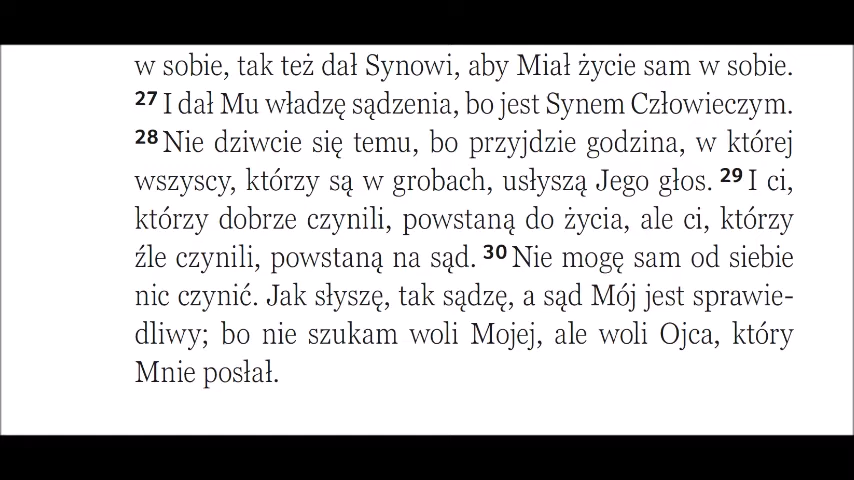 w sobie, tak też dał Synowi, aby Miał życie sam w sobie.
27 I dał Mu władzę sądzenia, bo jest Synem Człowieczym.
28 Nie dziwcie się temu, bo przyjdzie godzina, w której
wszyscy, którzy są w grobach, usłyszą Jego głos. 29 I ci,
którzy dobrze czynili, powstaną do życia, ale ci, którzy
źle czynili, powstaną na sąd. 30 Nie mogę sam od siebie
nic czynić. Jak słyszę, tak sądzę, a sąd Mój jest sprawie-
dliwy; bo nie szukam woli Mojej, ale woli Ojca, który
Mnie posłał.